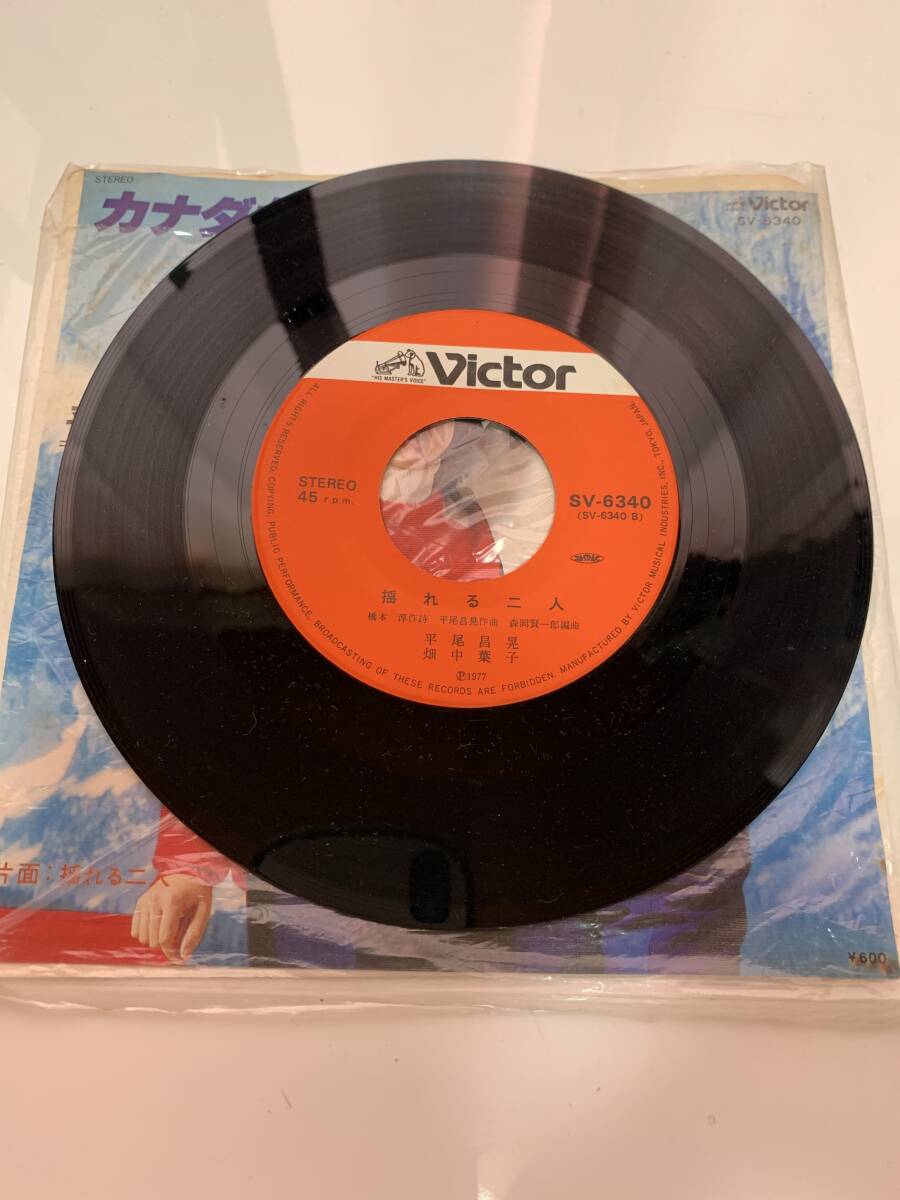 STEREO
カナダ
Victor
SV-6340
"HIS MASTER'S VOICE"
Victor
STEREO
45 r.p.m.
SV-6340
(SV-6340 B)
揺れる二人
橋本 淳作詩 平尾昌晃作曲 森岡賢一郎編曲
平尾昌晃
畑中葉子
Ⓟ1977
ALL RIGHTS RESERVED. COPYING, PUBLIC PERFORMANCE, BROADCASTING OF THESE RECORDS ARE FORBIDDEN. MANUFACTURED BY VICTOR MUSICAL INDUSTRIES, INC., TOKYO, JAPAN.
片面:揺れる二人
¥600